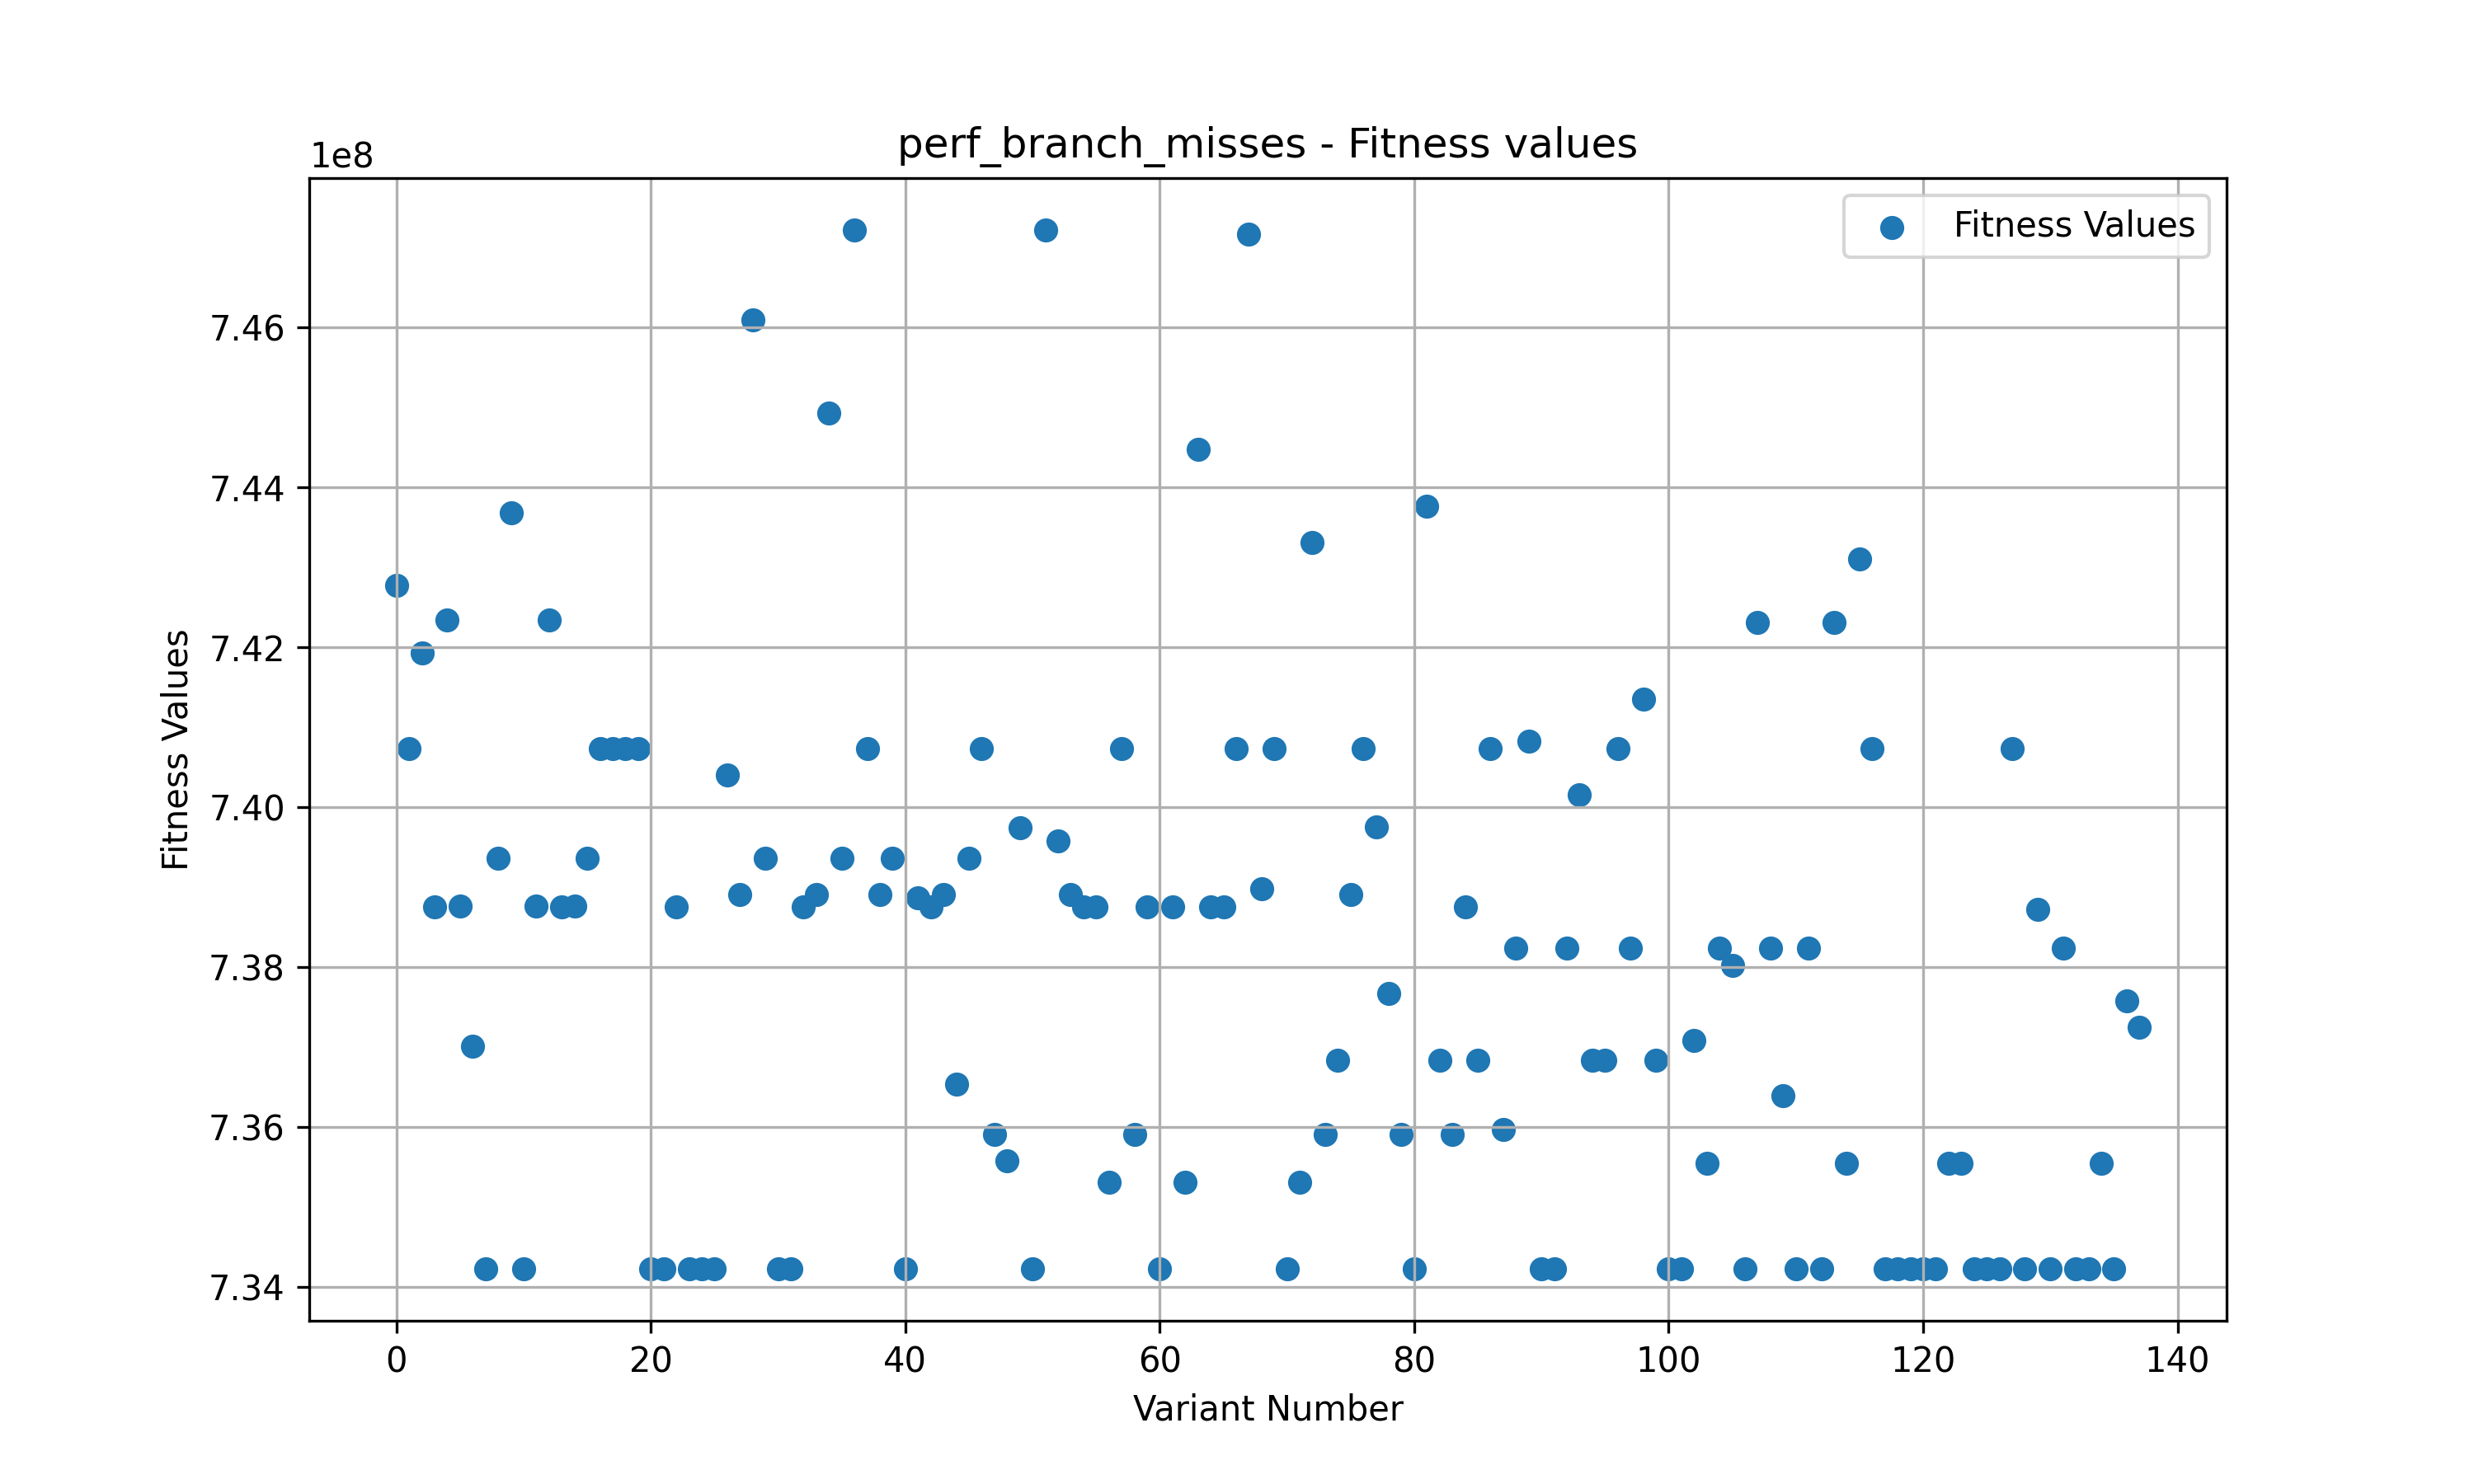 perf_branch_misses - Fitness values
1e8
Fitness Values
7.46
7.44
7.42
7.40
7.38
7.36
7.34
Fitness Values
0 20 40 60 80 100 120 140
Variant Number